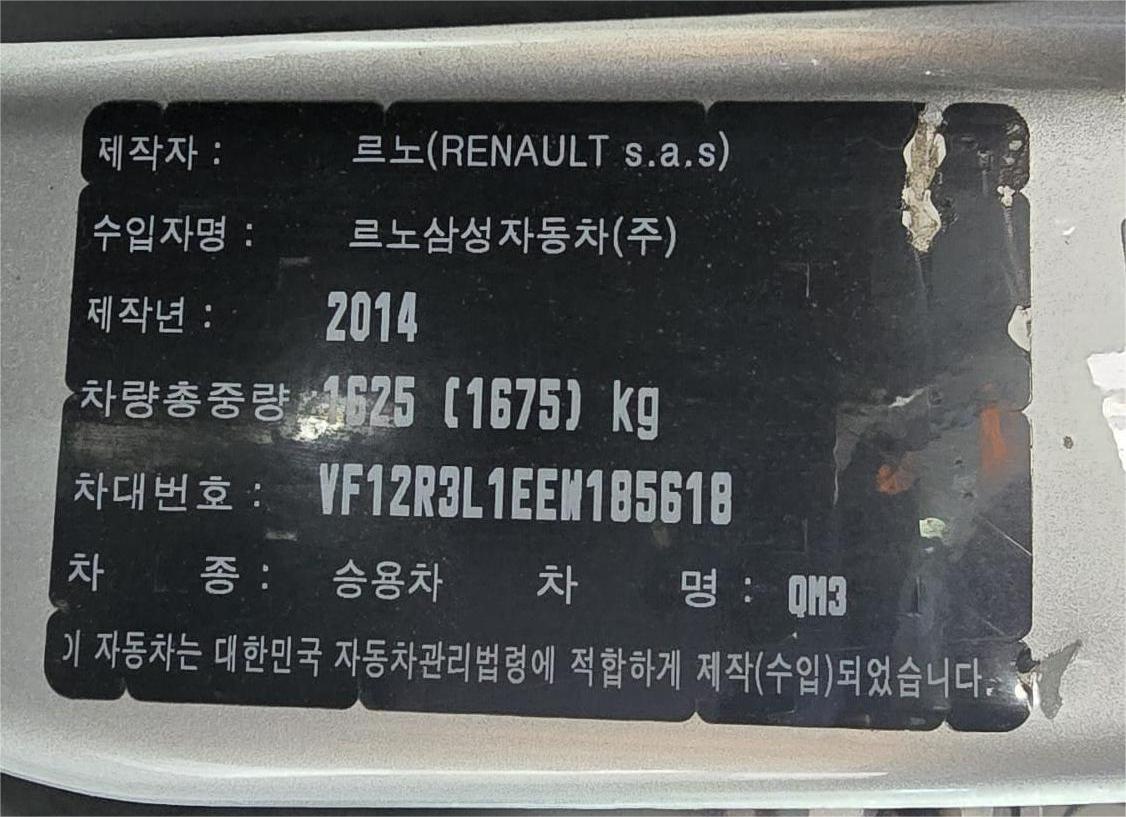 제작자 : 르노(RENAULT s.a.s)
수입자명 : 르노삼성자동차(주)
제작년 : 2014
차량총중량 1625 (1675) kg
차대번호 : VF12R3L1EEW185618
차 종 : 승용차 차 명 : QM3
이 자동차는 대한민국 자동차관리법령에 적합하게 제작(수입)되었습니다.